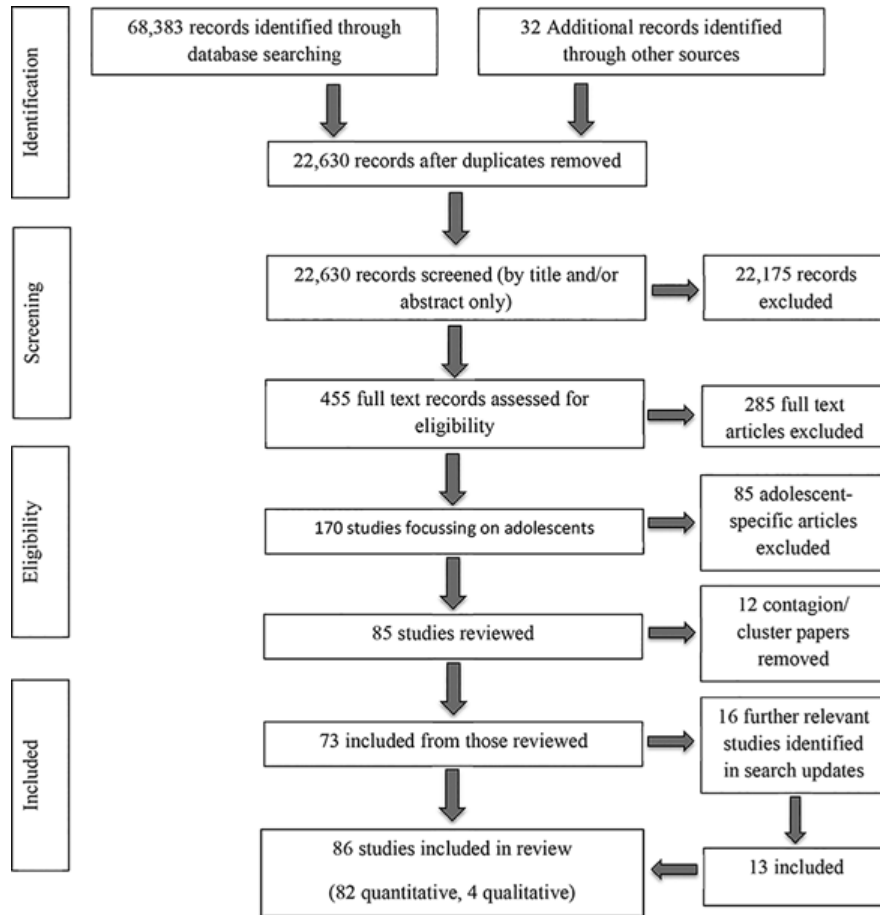 68,383 records identified through
database searching
32 Additional records identified
through other sources
Identification
22,630 records after duplicates removed
Screening
22,630 records screened (by title and/or
abstract only)
22,175 records
excluded
455 full text records assessed for
eligibility
285 full text
articles excluded
Eligibility
170 studies focussing on adolescents
85 adolescent-
specific articles
excluded
85 studies reviewed
12 contagion/
cluster papers
removed
Included
73 included from those reviewed
16 further relevant
studies identified
in search updates
86 studies included in review
(82 quantitative, 4 qualitative)
13 included